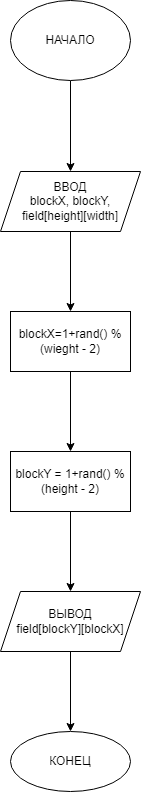 НАЧАЛО
ВВОД
blockX, blockY,
field[height][width]
blockX=1+rand() %
(wieght - 2)
blockY = 1+rand() %
(height - 2)
ВЫВОД
field[blockY][blockX]
КОНЕЦ